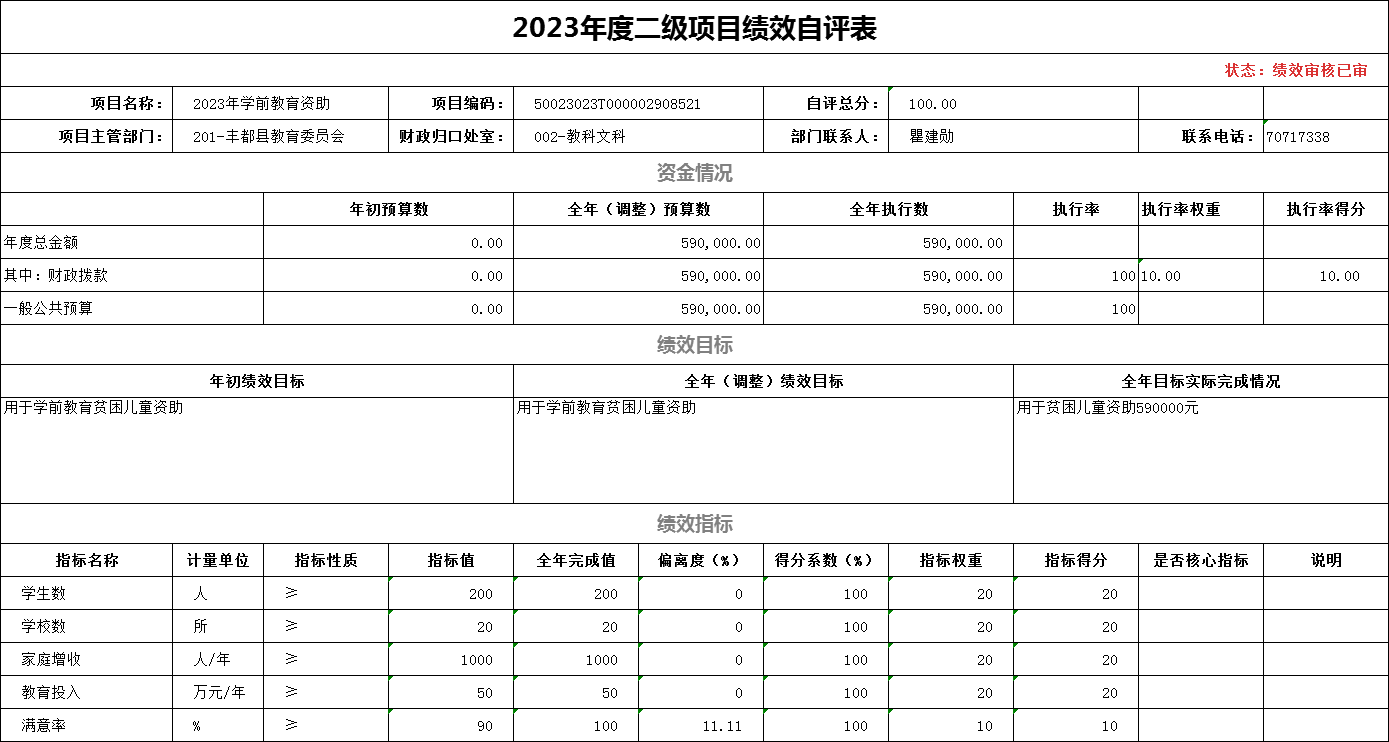 2023年度二级项目绩效自评表
状态：绩效审核已审
项目名称： 2023年学前教育资助 项目编码： 50023023T000002908521 自评总分： 100.00
项目主管部门： 201-丰都县教育委员会 财政归口处室： 002-教科文科 部门联系人： 瞿建勋 联系电话： 70717338
资金情况
年初预算数 全年（调整）预算数 全年执行数 执行率 执行率权重 执行率得分
年度总金额 0.00 590,000.00 590,000.00
其中：财政拨款 0.00 590,000.00 590,000.00 100 10.00 10.00
一般公共预算 0.00 590,000.00 590,000.00 100
绩效目标
年初绩效目标 全年（调整）绩效目标 全年目标实际完成情况
用于学前教育贫困儿童资助 用于学前教育贫困儿童资助 用于贫困儿童资助590000元
绩效指标
指标名称 计量单位 指标性质 指标值 全年完成值 偏离度（%） 得分系数（%） 指标权重 指标得分 是否核心指标 说明
学生数 人 ≥ 200 200 0 100 20 20
学校数 所 ≥ 20 20 0 100 20 20
家庭增收 人/年 ≥ 1000 1000 0 100 20 20
教育投入 万元/年 ≥ 50 50 0 100 20 20
满意率 % ≥ 90 100 11.11 100 10 10